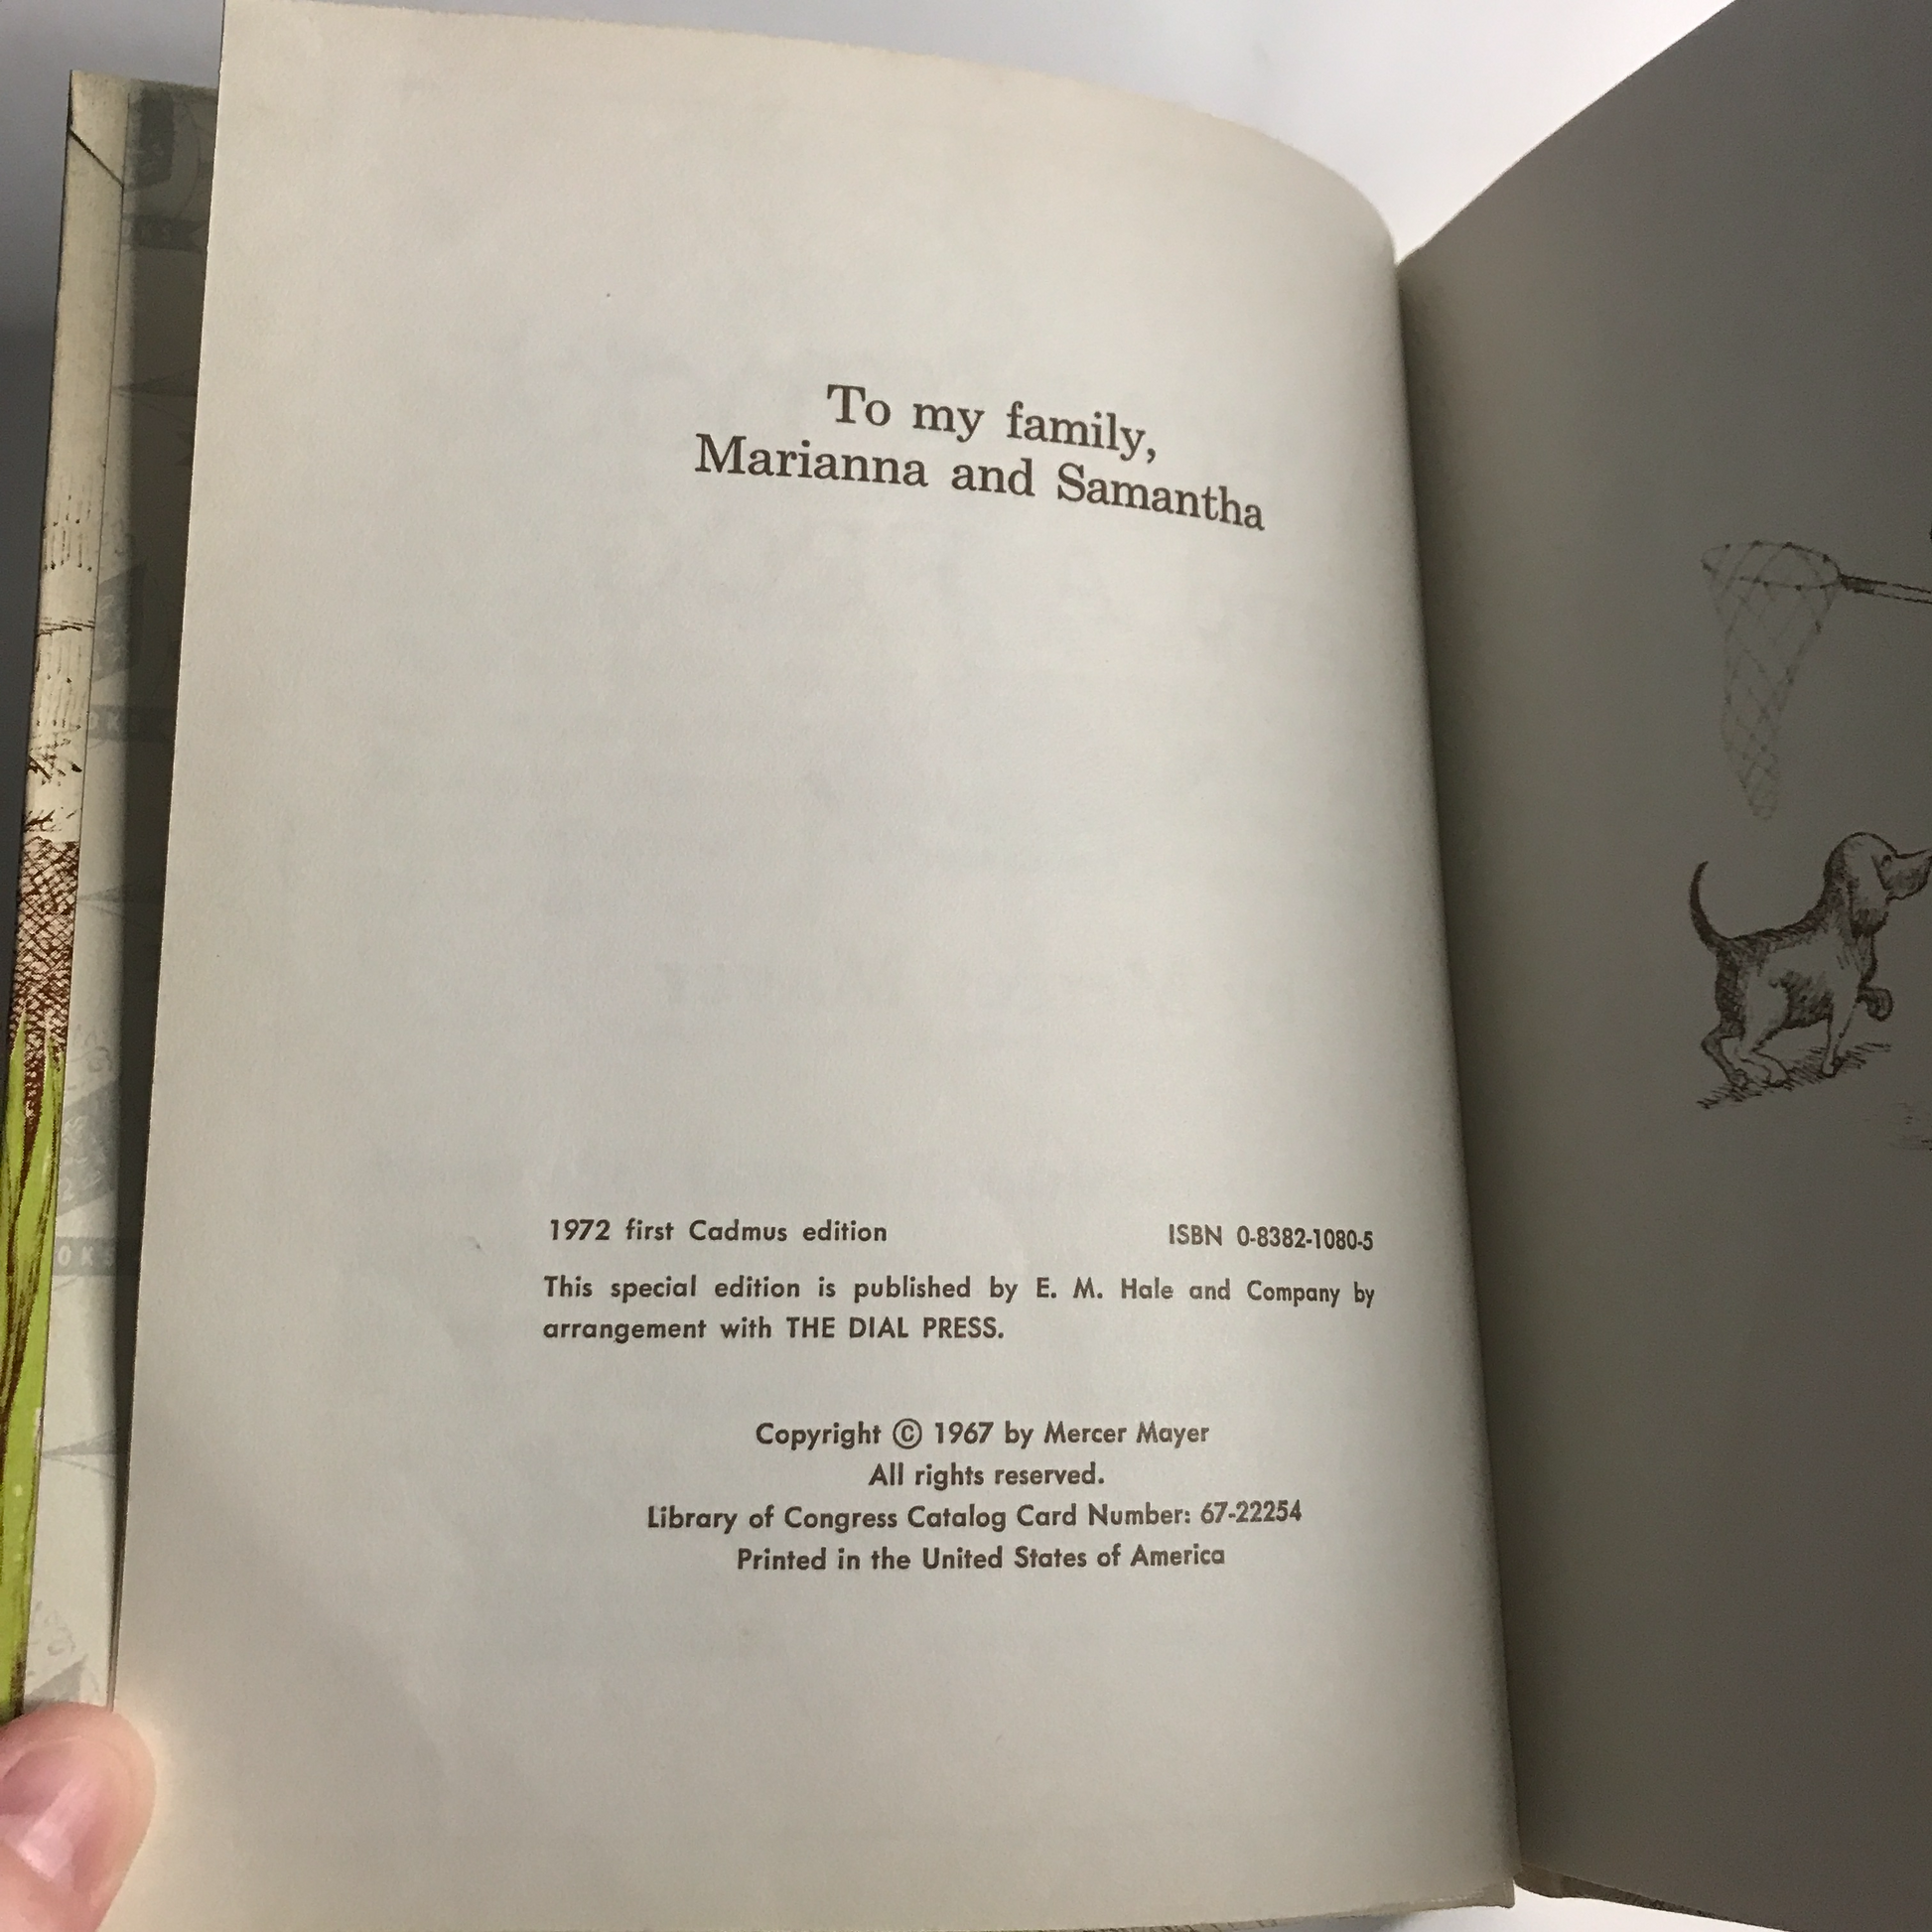 To my family,
Marianna and Samantha
1972 first Cadmus edition ISBN 0-8382-1080-5
This special edition is published by E. M. Hale and Company by
arrangement with THE DIAL PRESS.
Copyright © 1967 by Mercer Mayer
All rights reserved.
Library of Congress Catalog Card Number: 67-22254
Printed in the United States of America